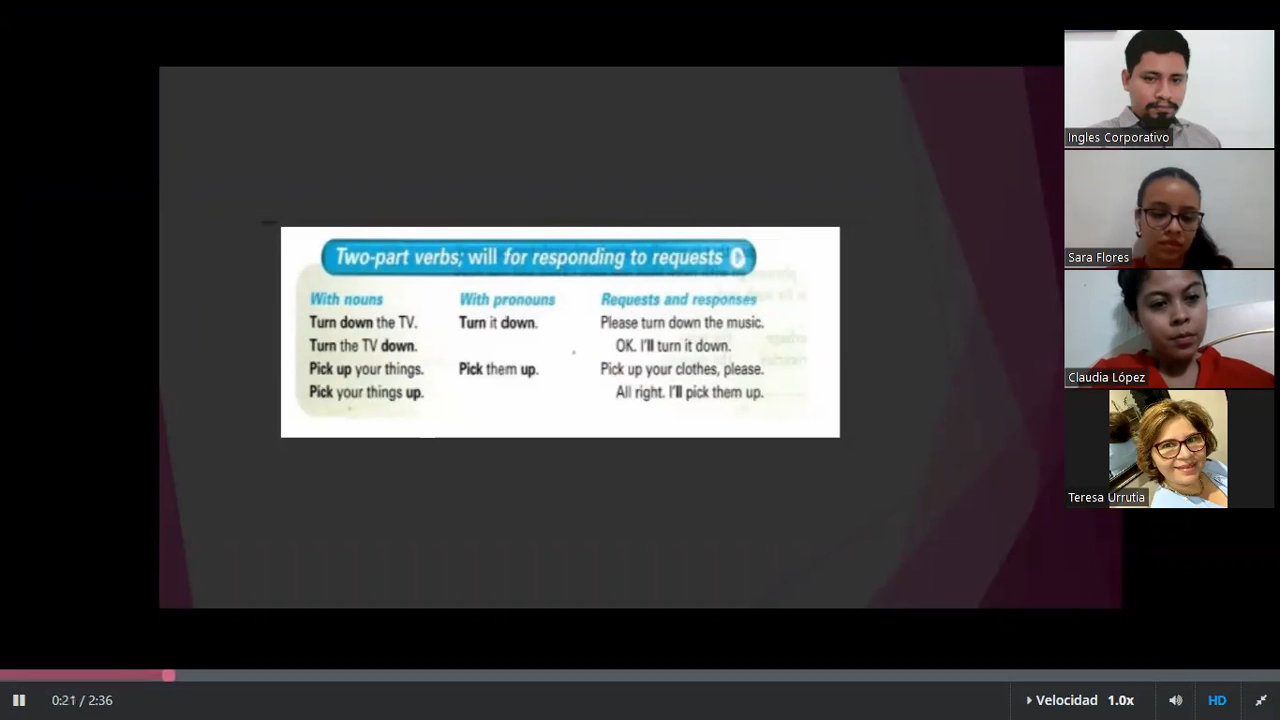 Two-part verbs; will for responding to requests
With nouns With pronouns Requests and responses
Turn down the TV. Turn it down. Please turn down the music.
Turn the TV down. OK. I'll turn it down.
Pick up your things. Pick them up. Pick up your clothes, please.
Pick your things up. All right. I'll pick them up.
Ingles Corporativo
Sara Flores
Claudia López
Teresa Urrutia
0:21 / 2:36
Velocidad 1.0x
HD